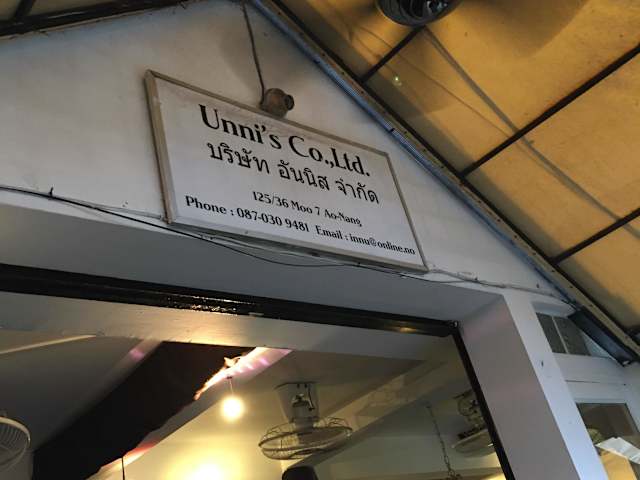 Unni's Co.,Ltd.
บริษัท อันนิส จำกัด
125/36 Moo 7 Ao-Nang
Phone : 087-030 9481 Email : innu@online.no